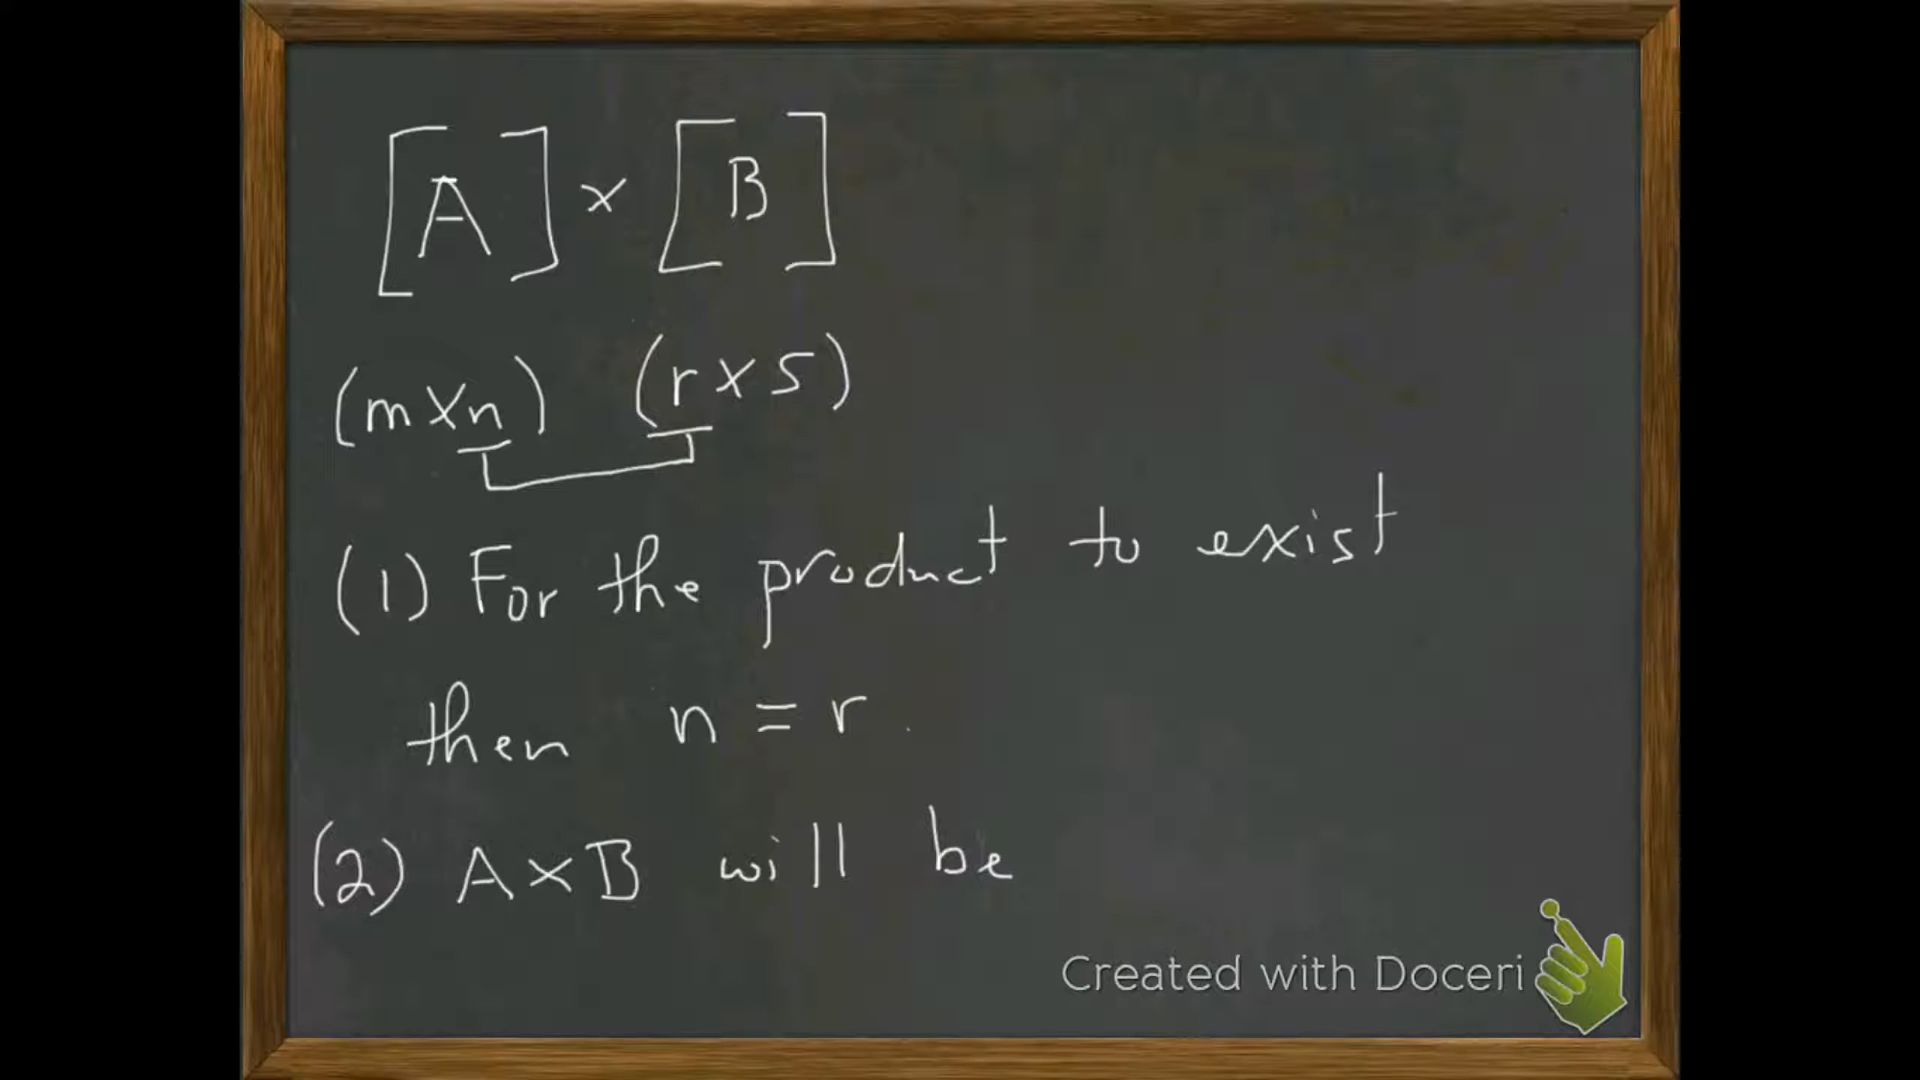 [A] × [B]
(m×n) (r×s)
(1) For the product to exist
then n = r.
(2) A×B will be
Created with Doceri